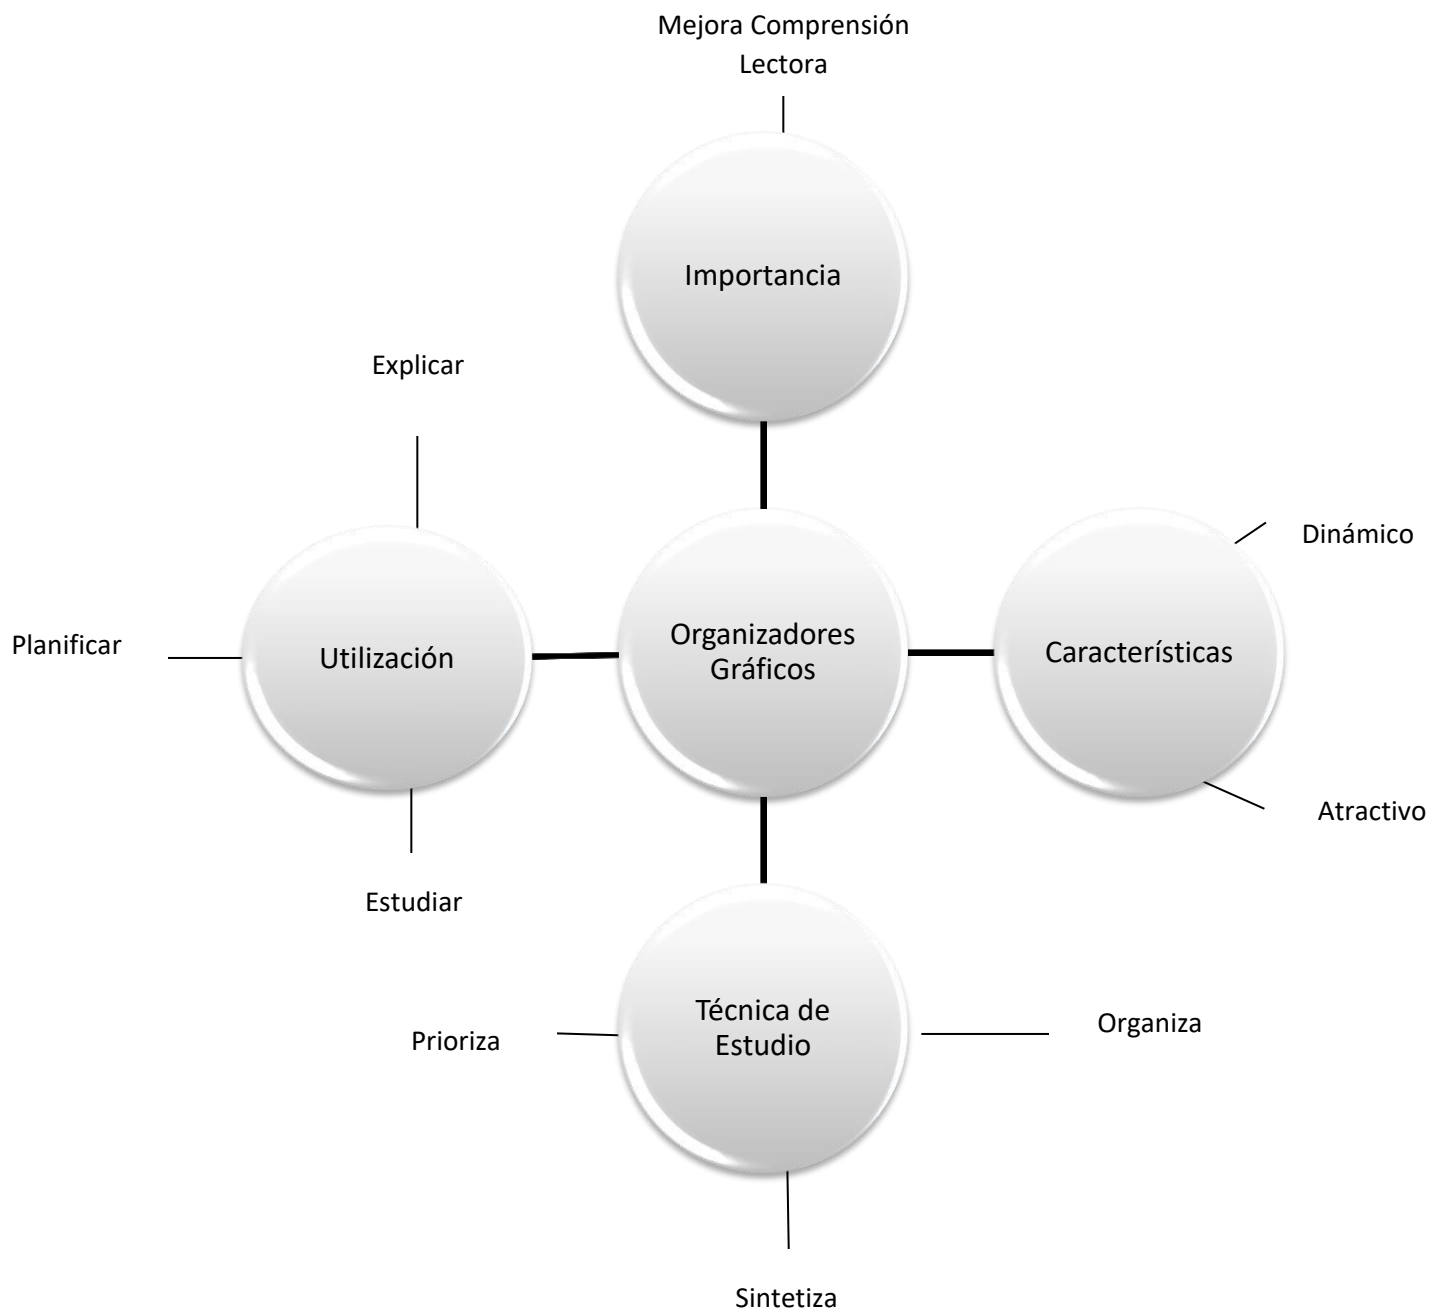 Mejora Comprensión
Lectora
Importancia
Explicar
Dinámico
Planificar
Utilización
Organizadores
Gráficos
Características
Atractivo
Estudiar
Prioriza
Técnica de
Estudio
Organiza
Sintetiza